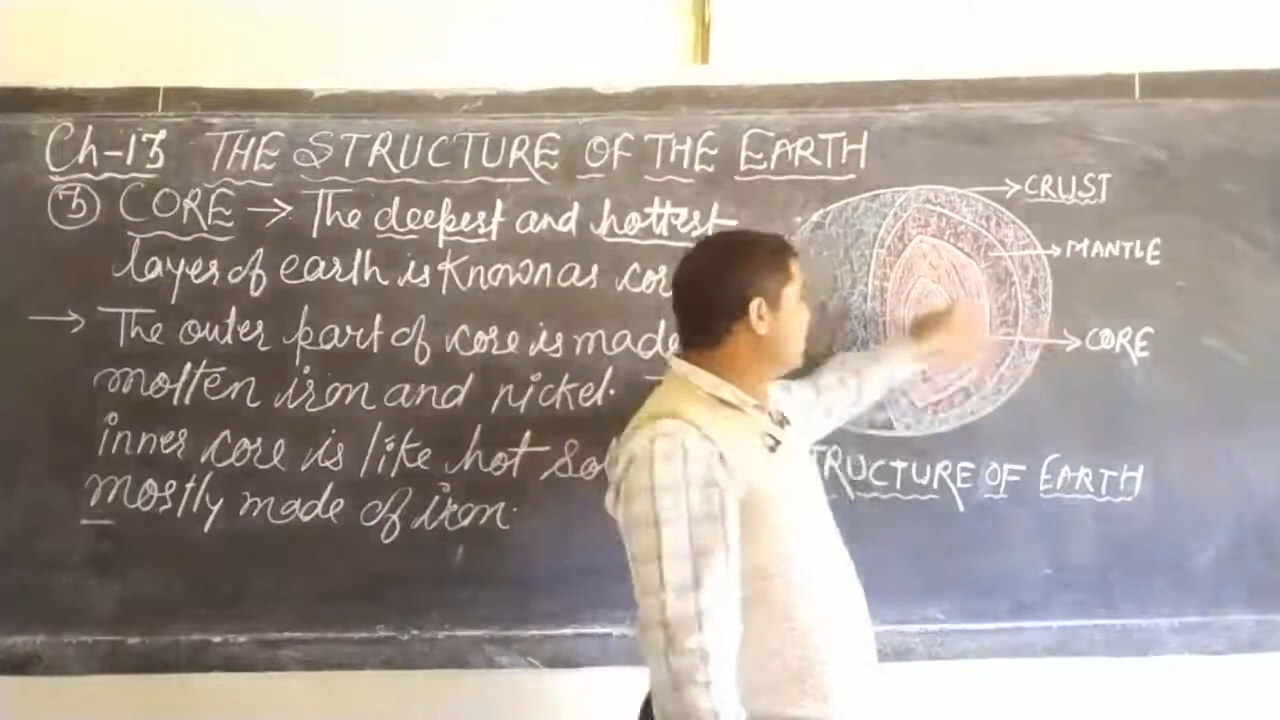 Ch-13 THE STRUCTURE OF THE EARTH
③ CORE → The deepest and hottest
layer of earth is known as cor
→ The outer part of core is made
molten iron and nickel.
inner core is like hot
mostly made of iron.
CRUST
MANTLE
CORE
TRUCTURE OF EARTH